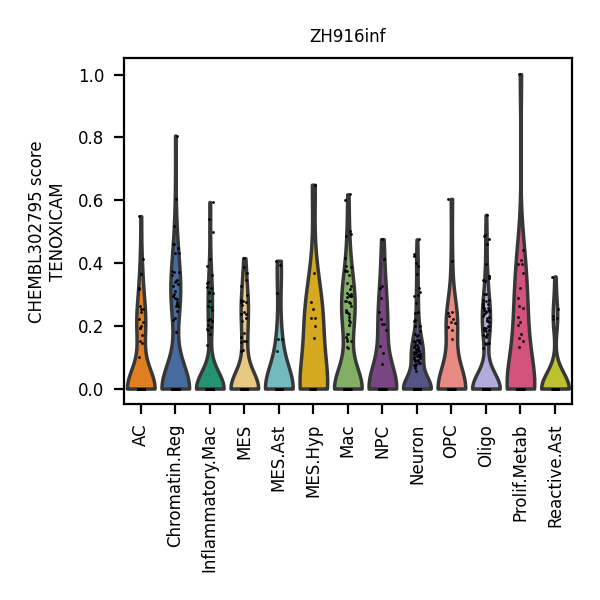 ZH916inf
CHEMBL302795 score
TENOXICAM
1.0
0.8
0.6
0.4
0.2
0.0
AC
Chromatin.Reg
Inflammatory.Mac
MES
MES.Ast
MES.Hyp
Mac
NPC
Neuron
OPC
Oligo
Prolif.Metab
Reactive.Ast